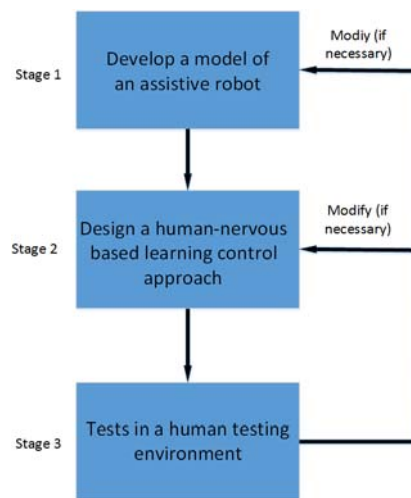 Develop a model of
an assistive robot
Stage 1
Modiy (if
necessary)
Design a human-nervous
based learning control
approach
Stage 2
Modify (if
necessary)
Tests in a human testing
environment
Stage 3